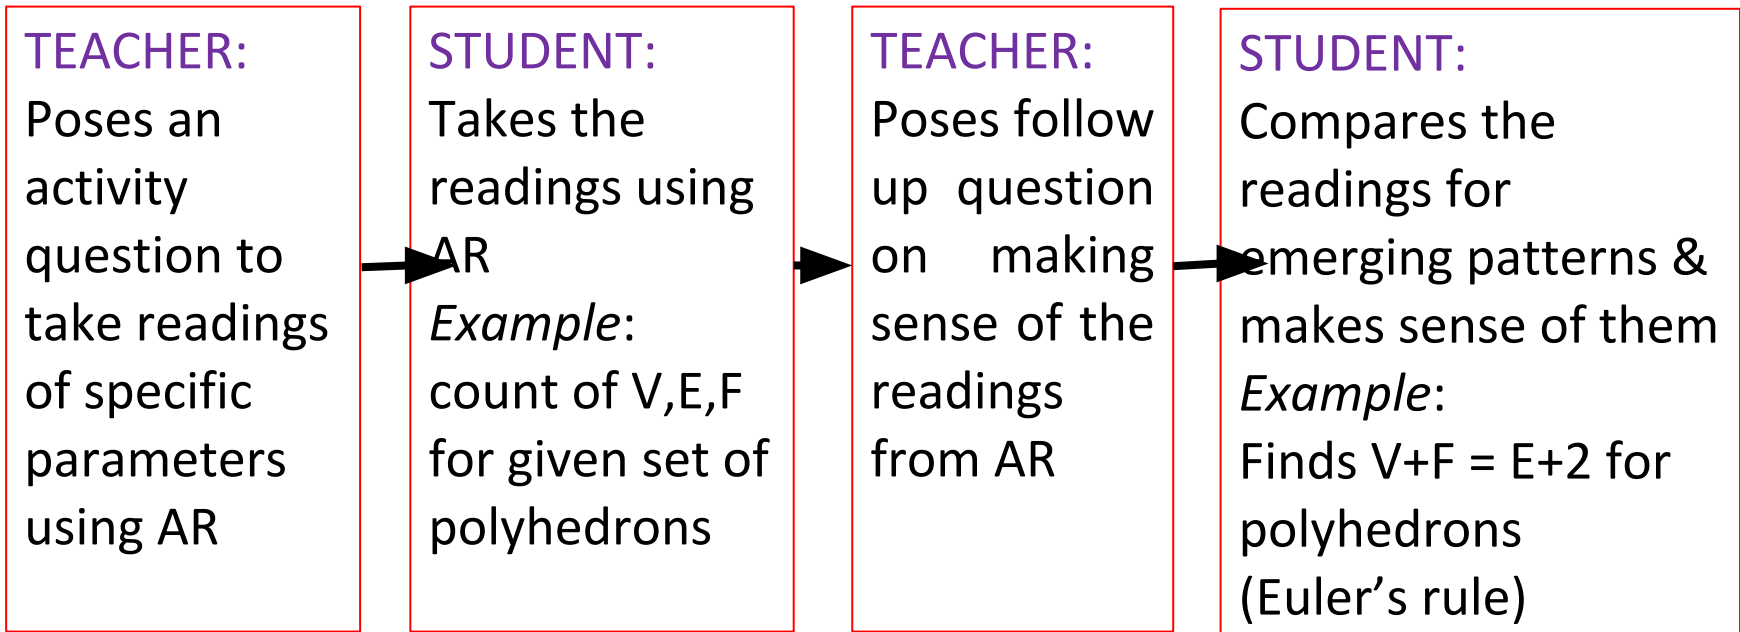 TEACHER:
Poses an
activity
question to
take readings
of specific
parameters
using AR
STUDENT:
Takes the
readings using
AR
Example:
count of V,E,F
for given set of
polyhedrons
TEACHER:
Poses follow
up question
on making
sense of the
readings
from AR
STUDENT:
Compares the
readings for
emerging patterns &
makes sense of them
Example:
Finds V+F = E+2 for
polyhedrons
(Euler’s rule)